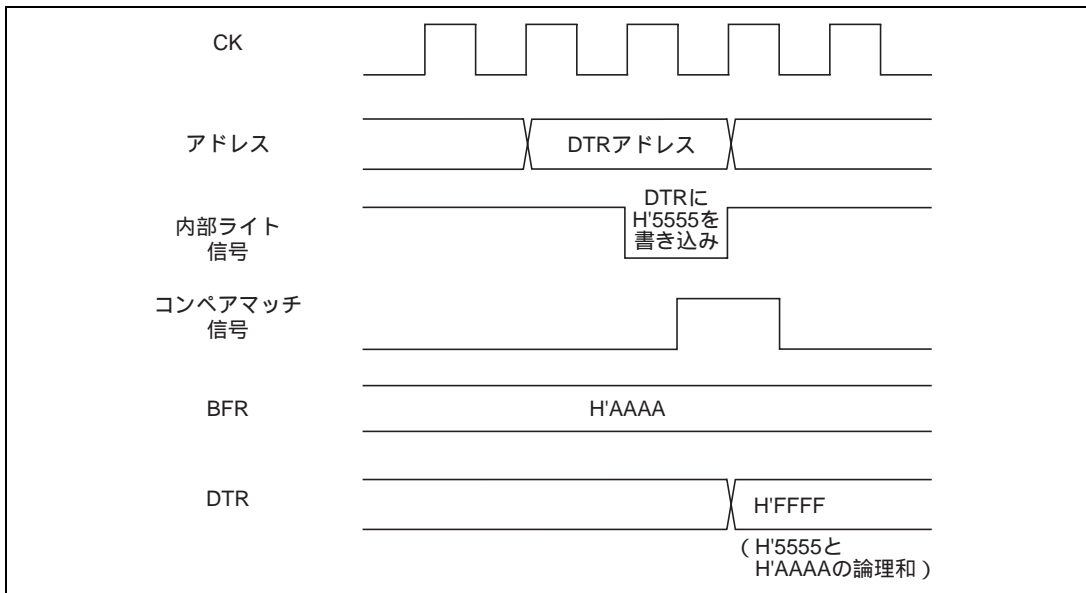 CK
アドレス
DTRアドレス
内部ライト
信号
DTRに
H'5555を
書き込み
コンペアマッチ
信号
BFR
H'AAAA
DTR
H'FFFF
( H'5555と
H'AAAAの論理和 )